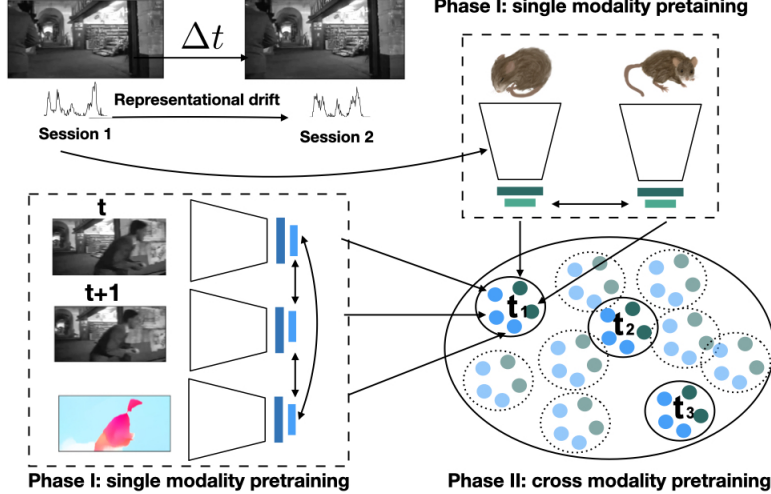 Phase I: single modality pretaining
Δt
Representational drift
Session 1
Session 2
t
t+1
t1
t2
t3
Phase I: single modality pretraining
Phase II: cross modality pretraining